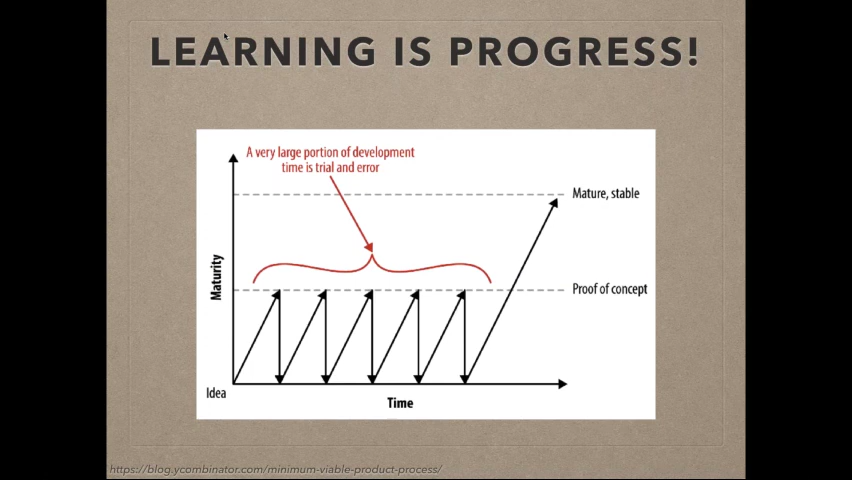 LEARNING IS PROGRESS!
A very large portion of development
time is trial and error
Mature, stable
Maturity
Proof of concept
Idea
Time
https://blog.ycombinator.com/minimum-viable-product-process/